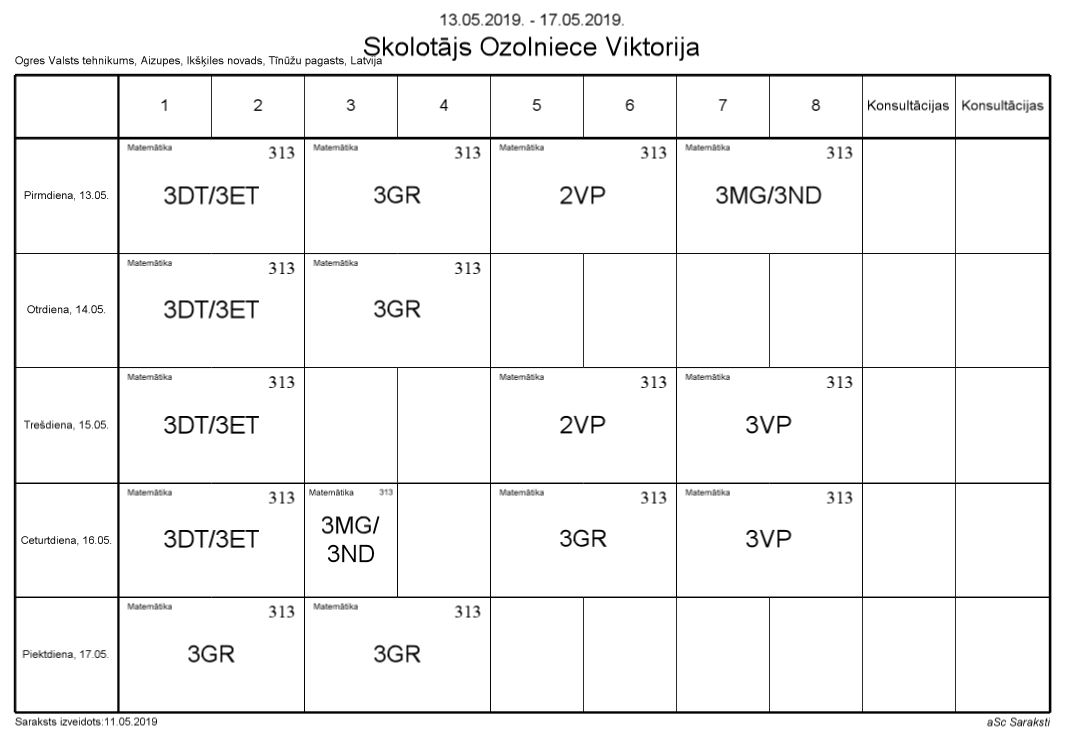 13.05.2019. - 17.05.2019.
Skolotājs Ozolniece Viktorija
Ogres Valsts tehnikums, Aizupes, Ikšķiles novads, Tīnūžu pagasts, Latvija
1 2 3 4 5 6 7 8 Konsultācijas Konsultācijas
Matemātika 313 Matemātika 313 Matemātika 313 Matemātika 313
Pirmdiena, 13.05. 3DT/3ET 3GR 2VP 3MG/3ND
Matemātika 313 Matemātika 313
Otrdiena, 14.05. 3DT/3ET 3GR
Matemātika 313 Matemātika 313 Matemātika 313
Trešdiena, 15.05. 3DT/3ET 2VP 3VP
Matemātika 313 Matemātika 313 Matemātika 313 Matemātika 313
Ceturtdiena, 16.05. 3DT/3ET 3MG/ 3GR 3VP
3ND
Matemātika 313 Matemātika 313
Piektdiena, 17.05. 3GR 3GR
Saraksts izveidots:11.05.2019 aSc Saraksti